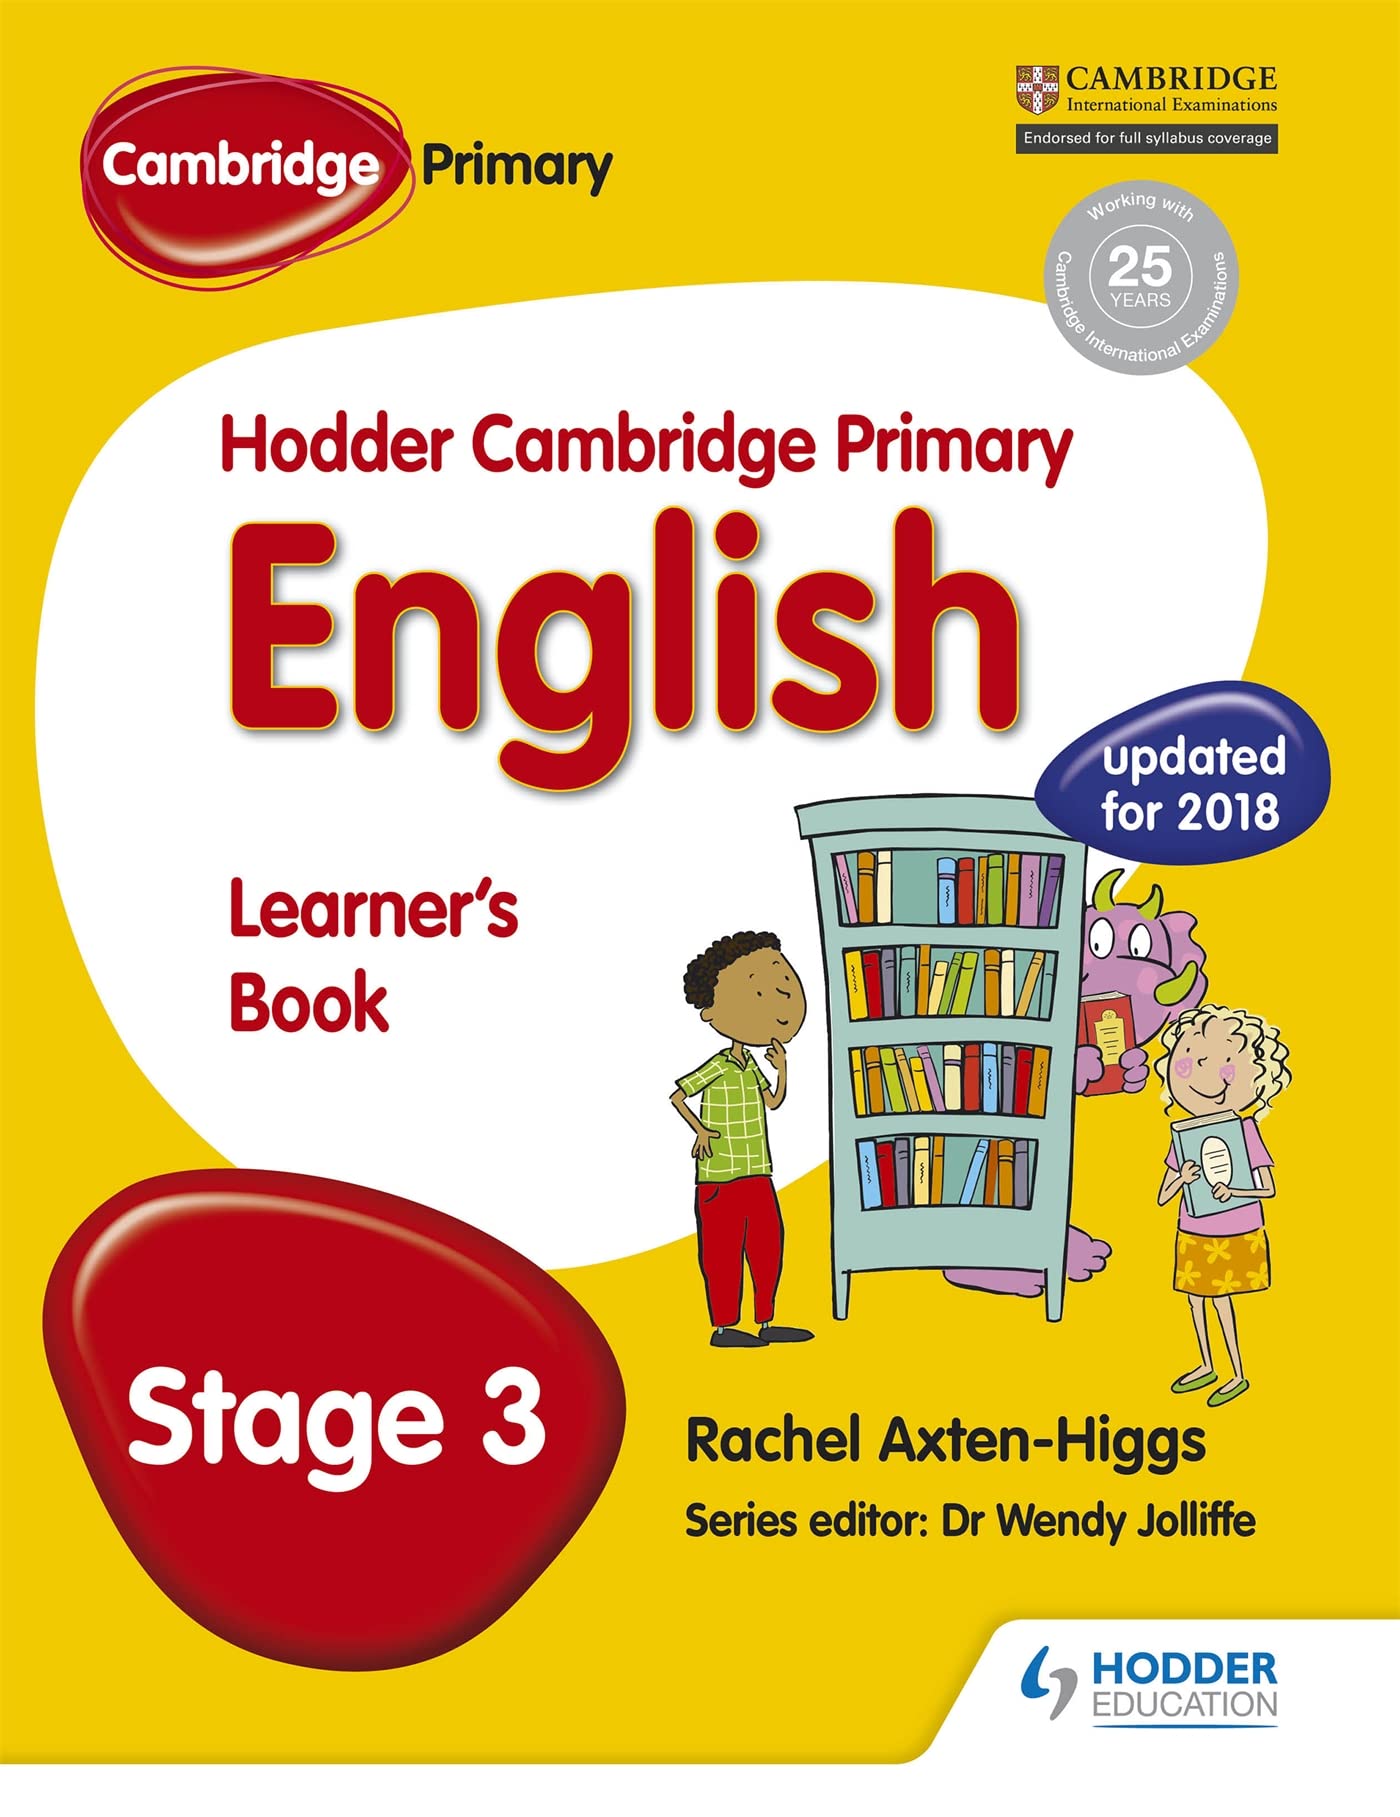 Cambridge Primary
CAMBRIDGE
International Examinations
Endorsed for full syllabus coverage
Working with
25
YEARS
Cambridge International Examinations
Hodder Cambridge Primary
English
updated
for 2018
Learner's
Book
Stage 3
Rachel Axten-Higgs
Series editor: Dr Wendy Jolliffe
HODDER
EDUCATION